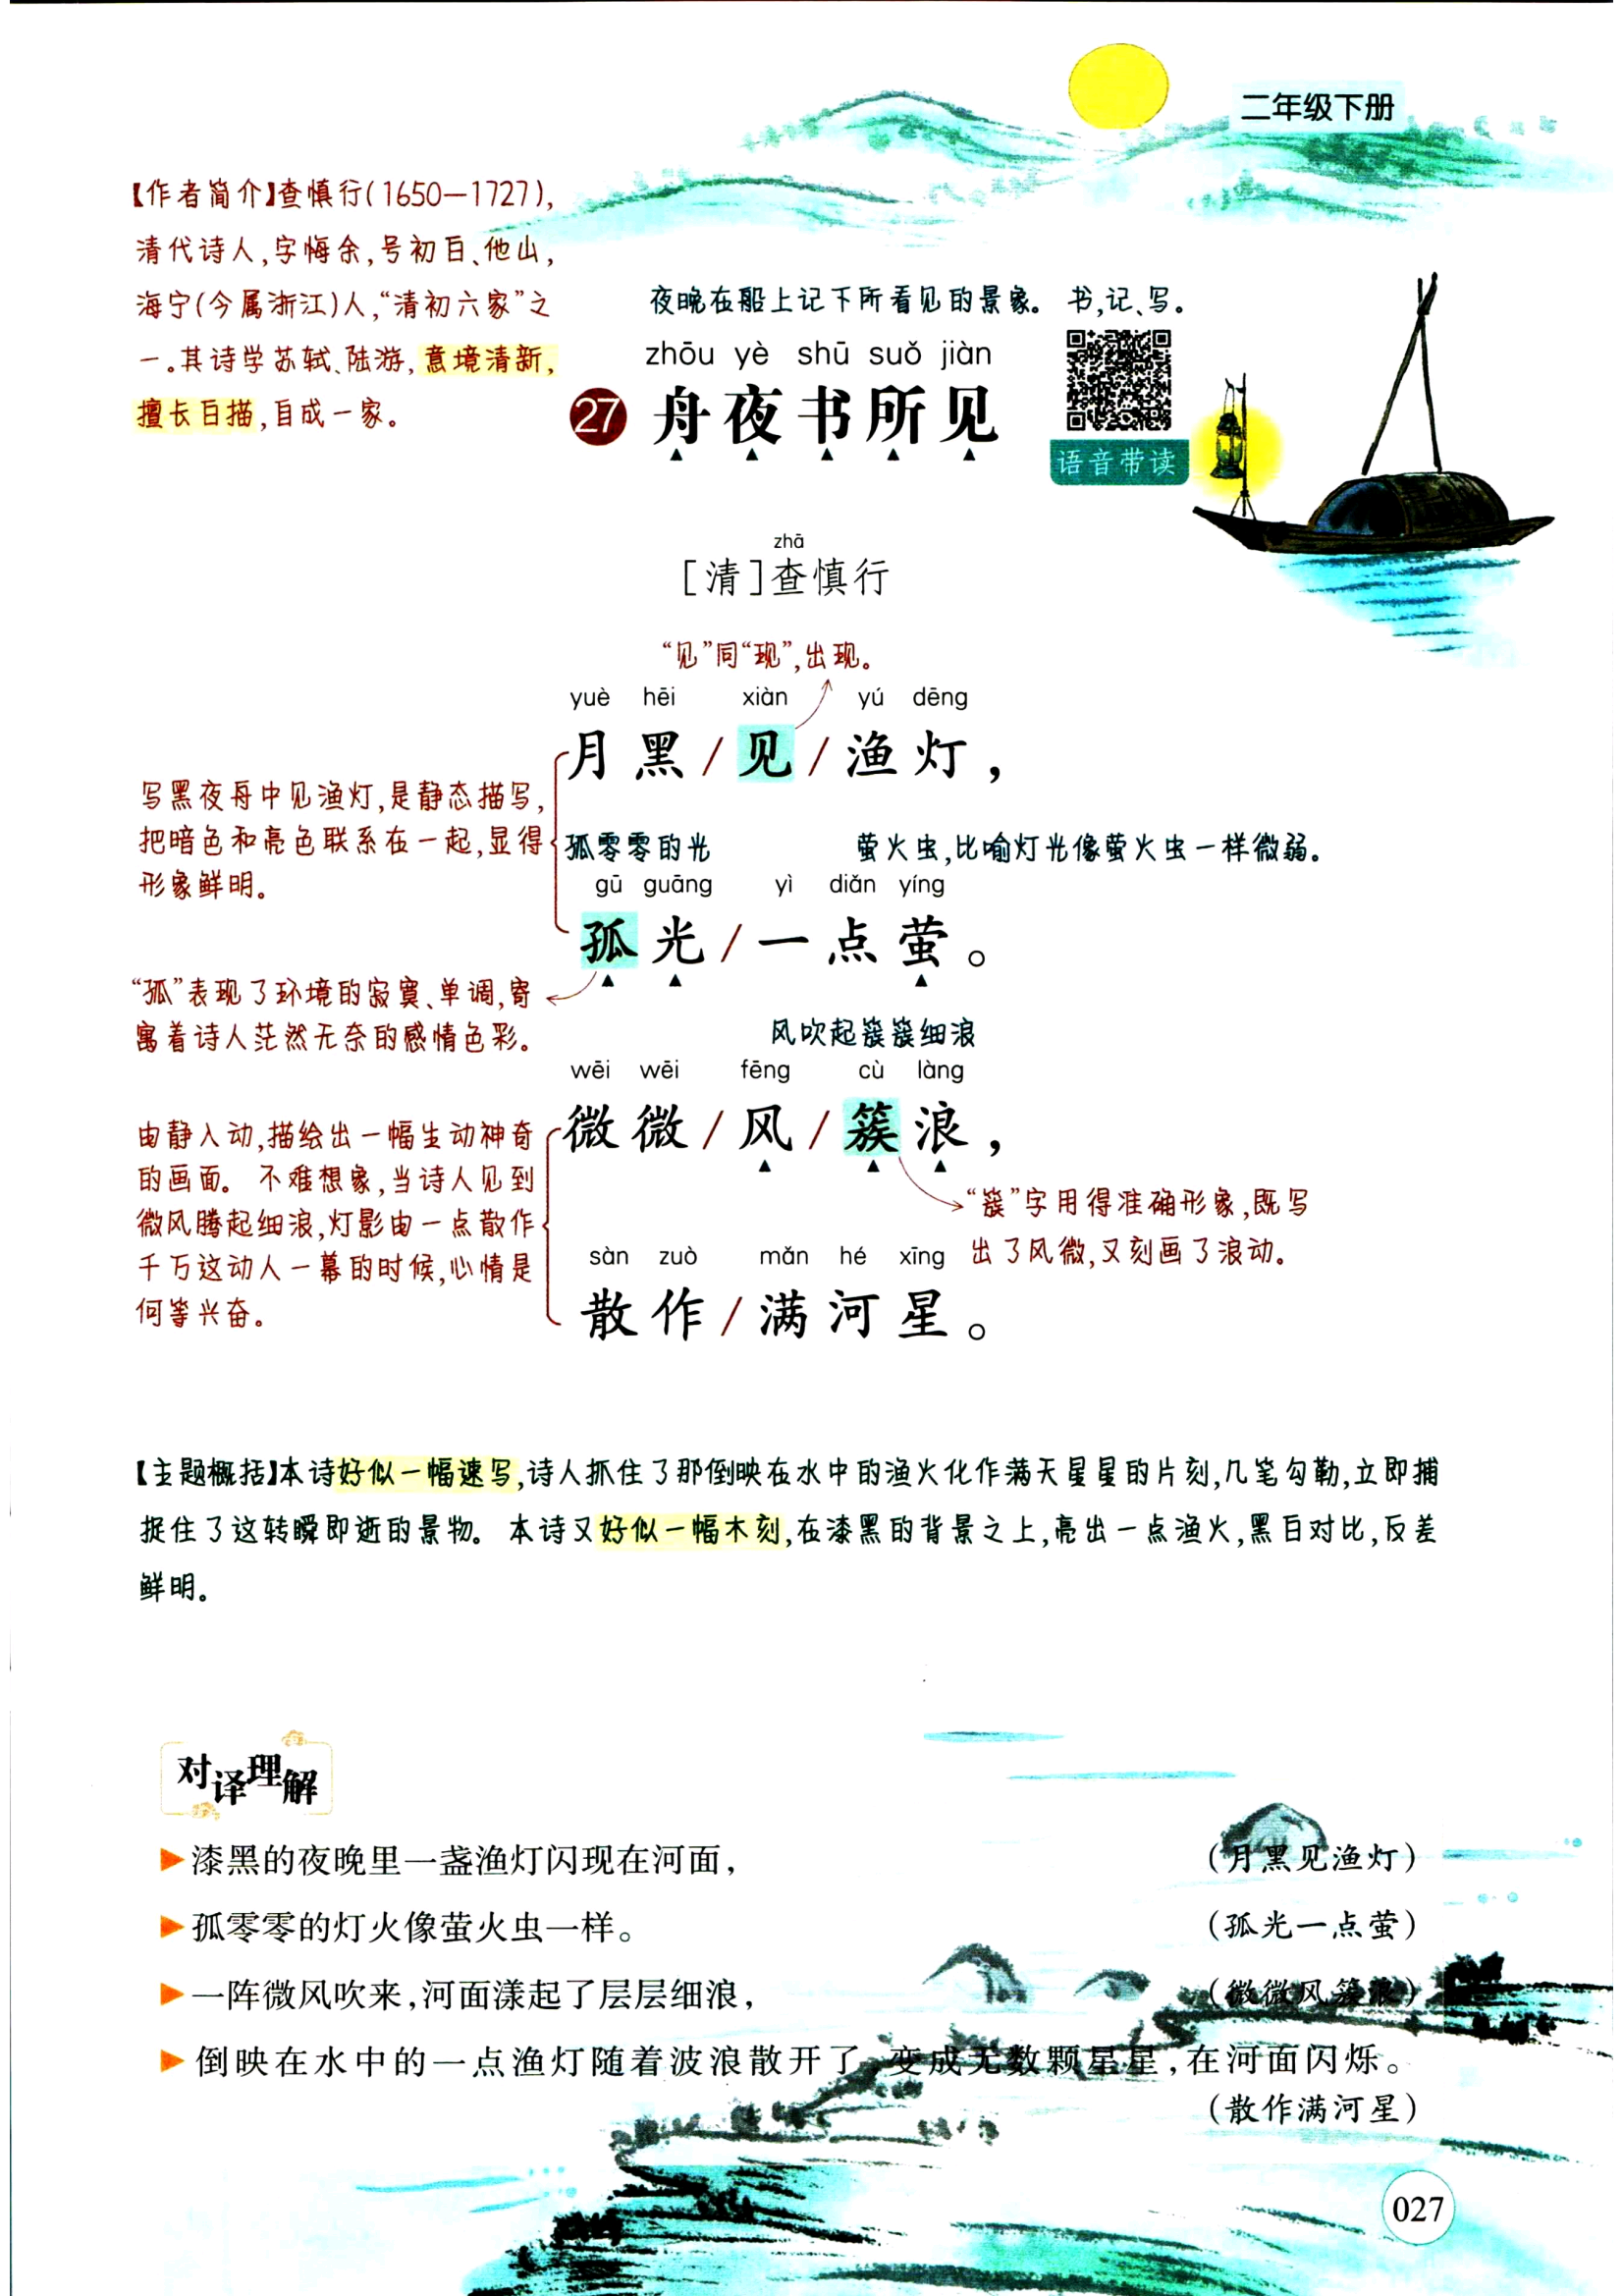 二年级下册
【作者简介】查慎行(1650—1727),
清代诗人,字悔余,号初白、他山,
海宁(今属浙江)人,“清初六家”之
一。其诗学苏轼、陆游,意境清新,
擅长白描,自成一家。
夜晚在船上记下所看见的景象。 书,记、写。
zhōu yè shū suǒ jiàn
27 舟夜书所见
语音带读
zhā
[清]查慎行
“见”同“现”,出现。
yuè hēi xiàn yú dēng
月黑/见/渔灯,
写黑夜舟中见渔灯,是静态描写,
把暗色和亮色联系在一起,显得
形象鲜明。
孤零零的光 萤火虫,比喻灯光像萤火虫一样微弱。
gū guāng yì diǎn yíng
孤光/一点萤。
“孤”表现了环境的寂寞、单调,寄
寓着诗人茫然无奈的感情色彩。
风吹起簇簇细浪
wēi wēi fēng cù làng
微微/风/簇浪,
由静入动,描绘出一幅生动神奇
的画面。 不难想象,当诗人见到
微风腾起细浪,灯影由一点散作
千万这动人一幕的时候,心情是
何等兴奋。
“簇”字用得准确形象,既写
出了风微,又刻画了浪动。
sàn zuò mǎn hé xīng
散作/满河星。
【主题概括】本诗好似一幅速写,诗人抓住了那倒映在水中的渔火化作满天星星的片刻,几笔勾勒,立即捕
捉住了这转瞬即逝的景物。 本诗又好似一幅木刻,在漆黑的背景之上,亮出一点渔火,黑白对比,反差
鲜明。
对译理解
漆黑的夜晚里一盏渔灯闪现在河面, (月黑见渔灯)
孤零零的灯火像萤火虫一样。 (孤光一点萤)
一阵微风吹来,河面漾起了层层细浪, (微微风簇浪)
倒映在水中的一点渔灯随着波浪散开了,变成无数颗星星,在河面闪烁。
(散作满河星)
027